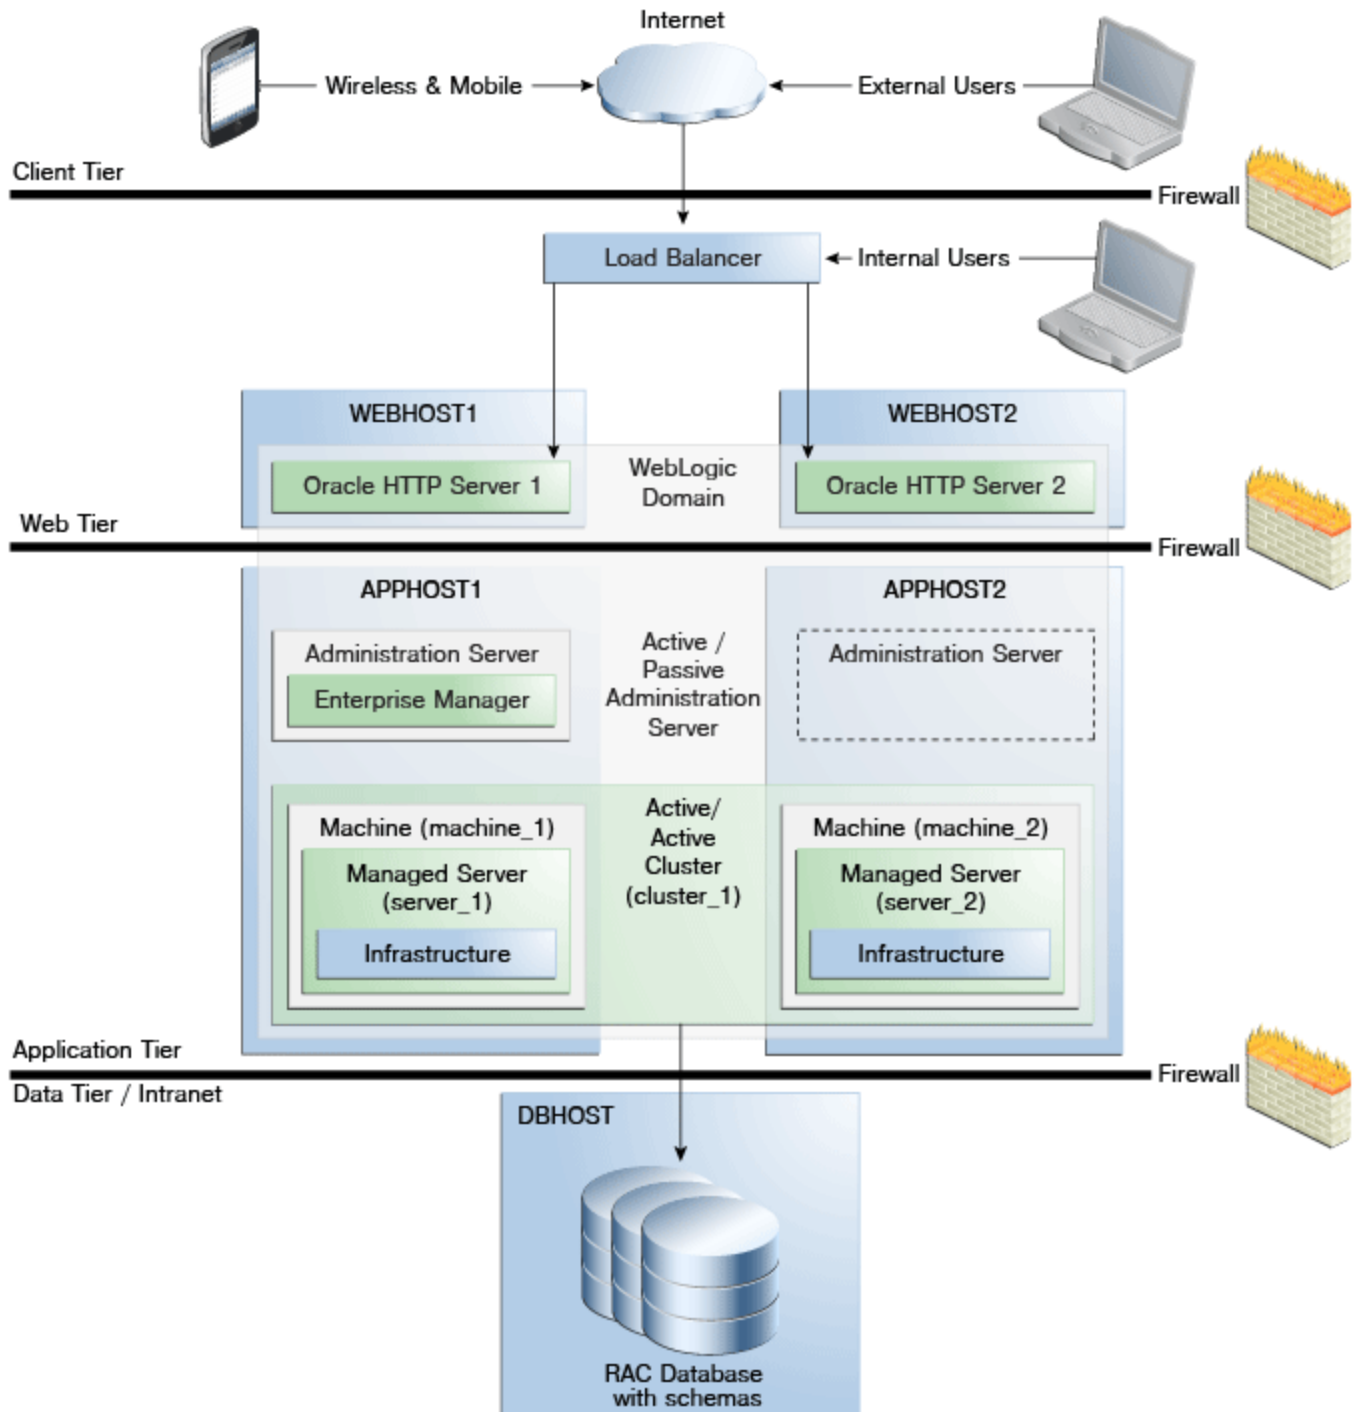 Internet
Wireless & Mobile
External Users
Client Tier
Firewall
Load Balancer
Internal Users
WEBHOST1
WEBHOST2
Oracle HTTP Server 1
WebLogic
Domain
Oracle HTTP Server 2
Web Tier
Firewall
APPHOST1
APPHOST2
Administration Server
Enterprise Manager
Active /
Passive
Administration
Server
Administration Server
Machine (machine_1)
Managed Server
(server_1)
Infrastructure
Active/
Active
Cluster
(cluster_1)
Machine (machine_2)
Managed Server
(server_2)
Infrastructure
Application Tier
Firewall
Data Tier / Intranet
DBHOST
RAC Database
with schemas